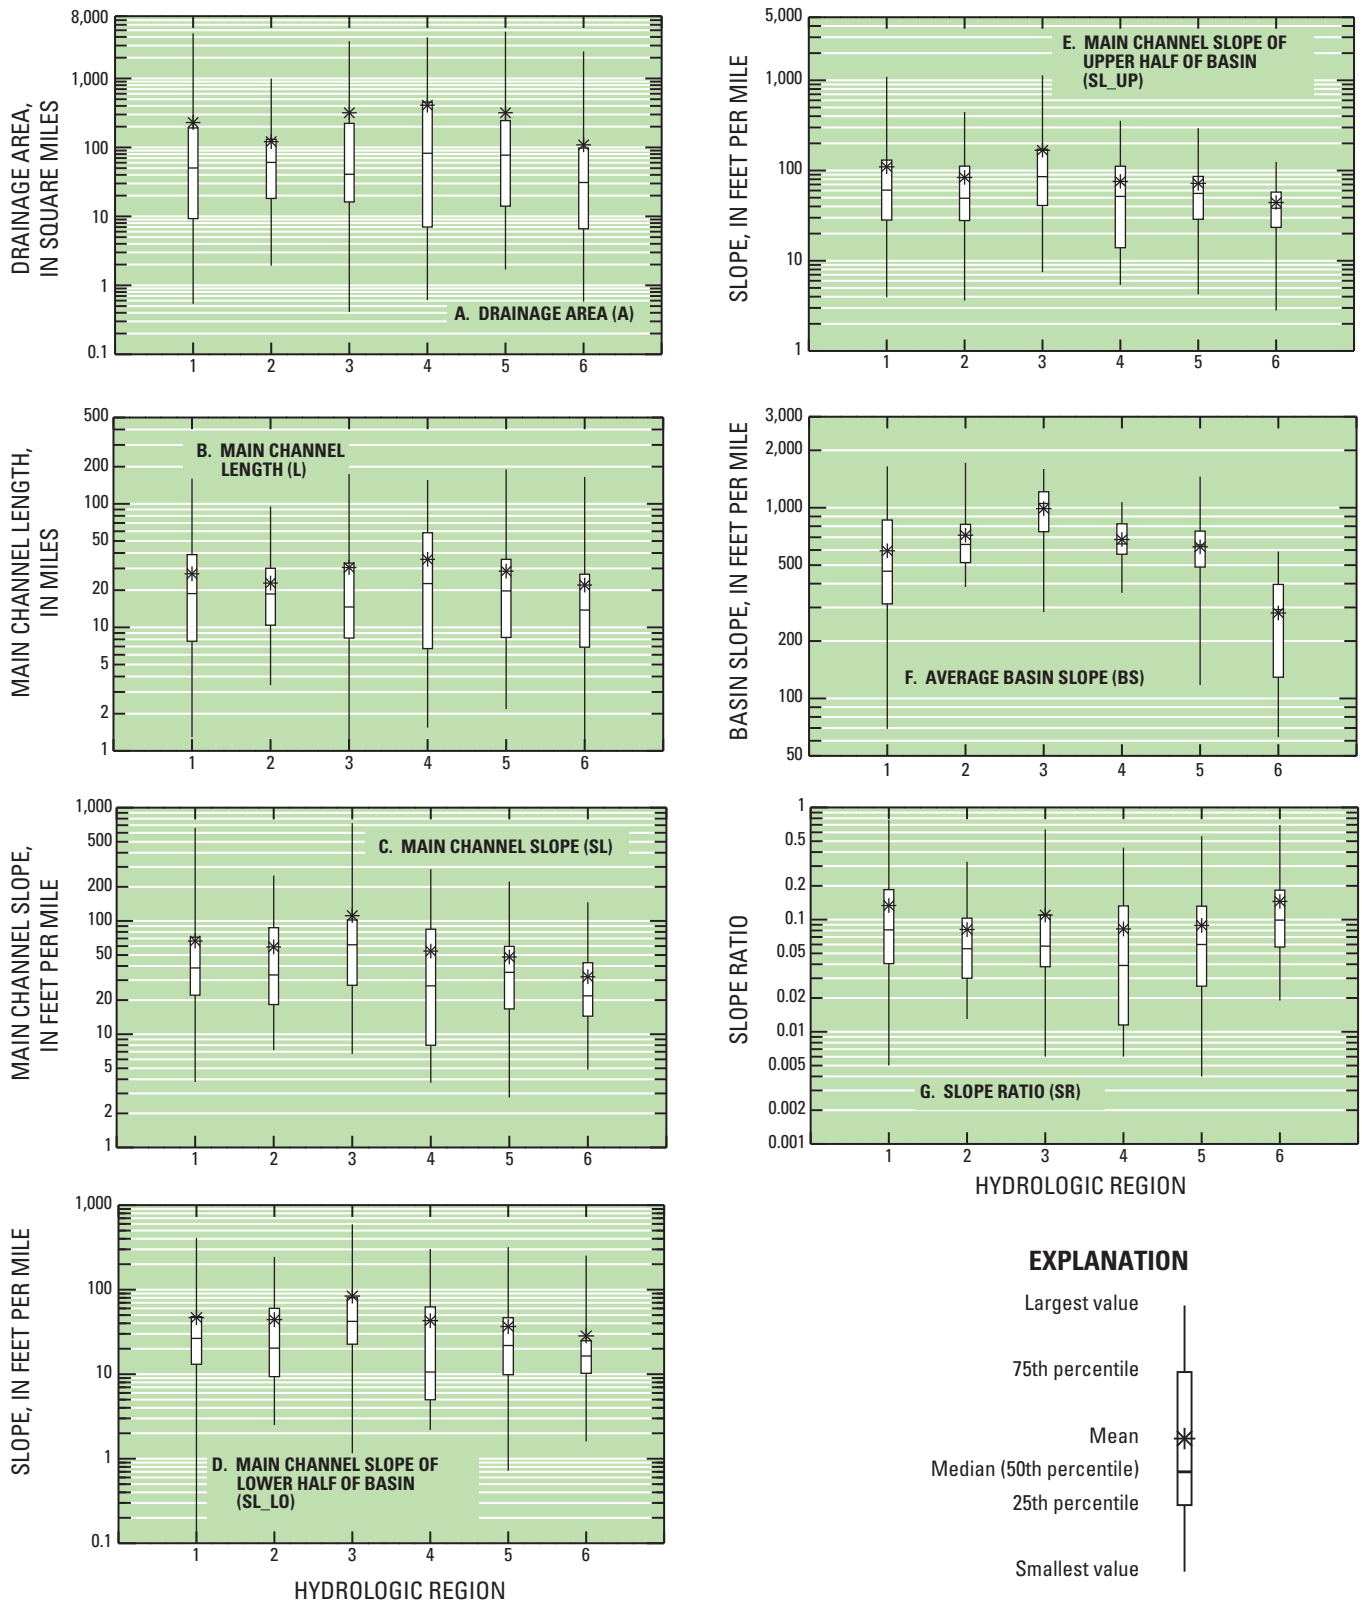 DRAINAGE AREA,
IN SQUARE MILES
8,000
1,000
100
10
1
0.1
A. DRAINAGE AREA (A)
1 2 3 4 5 6
MAIN CHANNEL LENGTH,
IN MILES
500
200
100
50
20
10
5
2
1
B. MAIN CHANNEL
LENGTH (L)
1 2 3 4 5 6
MAIN CHANNEL SLOPE,
IN FEET PER MILE
1,000
500
200
100
50
20
10
5
2
1
C. MAIN CHANNEL SLOPE (SL)
1 2 3 4 5 6
SLOPE, IN FEET PER MILE
1,000
100
10
1
0.1
D. MAIN CHANNEL SLOPE OF
LOWER HALF OF BASIN
(SL_LO)
1 2 3 4 5 6
HYDROLOGIC REGION
SLOPE, IN FEET PER MILE
5,000
1,000
100
10
1
E. MAIN CHANNEL SLOPE OF
UPPER HALF OF BASIN
(SL_UP)
1 2 3 4 5 6
BASIN SLOPE, IN FEET PER MILE
3,000
2,000
1,000
500
200
100
50
F. AVERAGE BASIN SLOPE (BS)
1 2 3 4 5 6
SLOPE RATIO
1
0.5
0.2
0.1
0.05
0.02
0.01
0.005
0.002
0.001
G. SLOPE RATIO (SR)
1 2 3 4 5 6
HYDROLOGIC REGION
EXPLANATION
Largest value
75th percentile
Mean
Median (50th percentile)
25th percentile
Smallest value